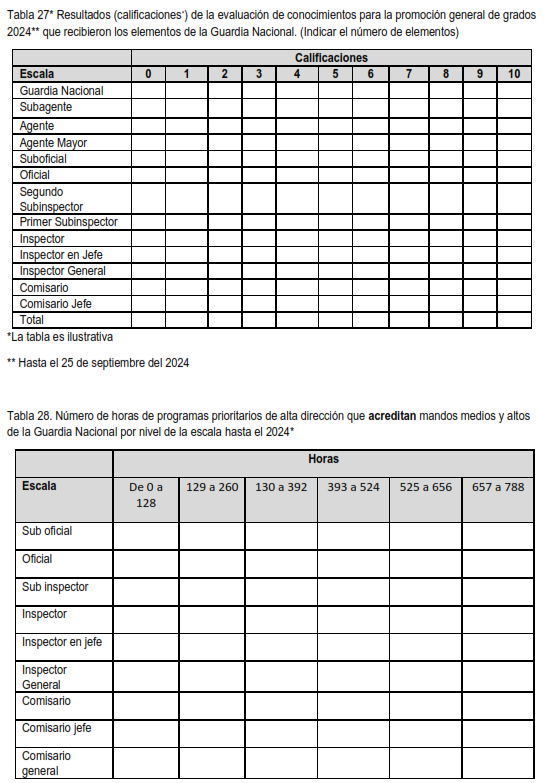 Tabla 27* Resultados (calificaciones*) de la evaluación de conocimientos para la promoción general de grados
2024** que recibieron los elementos de la Guardia Nacional. (Indicar el número de elementos)
Calificaciones
Escala 0 1 2 3 4 5 6 7 8 9 10
Guardia Nacional
Subagente
Agente
Agente Mayor
Suboficial
Oficial
Segundo
Subinspector
Primer Subinspector
Inspector
Inspector en Jefe
Inspector General
Comisario
Comisario Jefe
Total
*La tabla es ilustrativa
** Hasta el 25 de septiembre del 2024
Tabla 28. Número de horas de programas prioritarios de alta dirección que acreditan mandos medios y altos
de la Guardia Nacional por nivel de la escala hasta el 2024*
Horas
Escala De 0 a 129 a 260 130 a 392 393 a 524 525 a 656 657 a 788
128
Sub oficial
Oficial
Sub inspector
Inspector
Inspector en jefe
Inspector
General
Comisario
Comisario jefe
Comisario
general